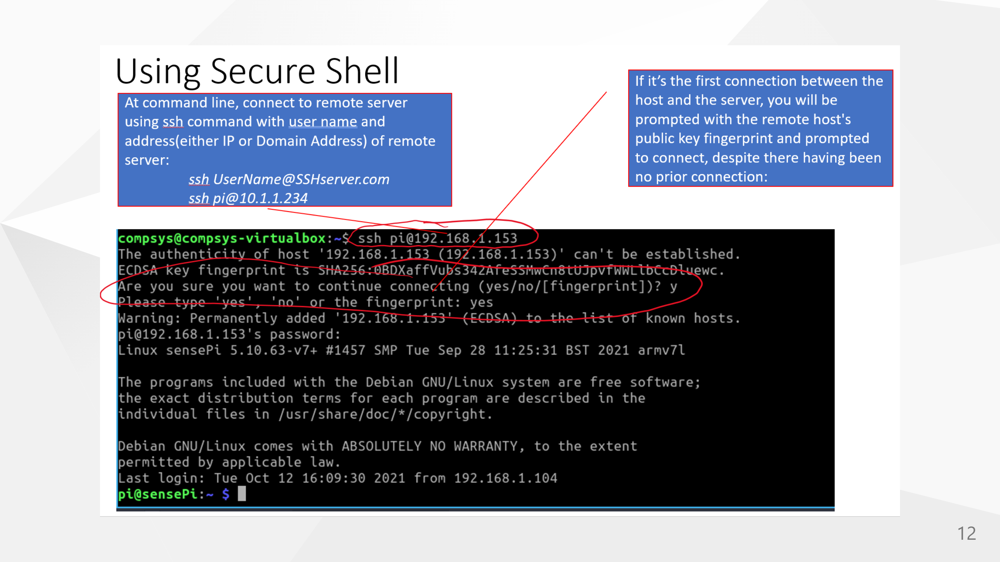 Using Secure Shell
At command line, connect to remote server
using ssh command with user name and
address(either IP or Domain Address) of remote
server:
ssh UserName@SSHserver.com
ssh pi@10.1.1.234
If it’s the first connection between the
host and the server, you will be
prompted with the remote host's
public key fingerprint and prompted
to connect, despite there having been
no prior connection:
compsys@compsys-virtualbox:~$ ssh pi@192.168.1.153
The authenticity of host '192.168.1.153 (192.168.1.153)' can't be established.
ECDSA key fingerprint is SHA256:0BDXaffVubs342AfeSSMwCn8tUJpvfWWLlbCcDluewc.
Are you sure you want to continue connecting (yes/no/[fingerprint])? y
Please type 'yes', 'no' or the fingerprint: yes
Warning: Permanently added '192.168.1.153' (ECDSA) to the list of known hosts.
pi@192.168.1.153's password:
Linux sensePi 5.10.63-v7+ #1457 SMP Tue Sep 28 11:25:31 BST 2021 armv7l
The programs included with the Debian GNU/Linux system are free software;
the exact distribution terms for each program are described in the
individual files in /usr/share/doc/*/copyright.
Debian GNU/Linux comes with ABSOLUTELY NO WARRANTY, to the extent
permitted by applicable law.
Last login: Tue Oct 12 16:09:30 2021 from 192.168.1.104
pi@sensePi:~ $
12